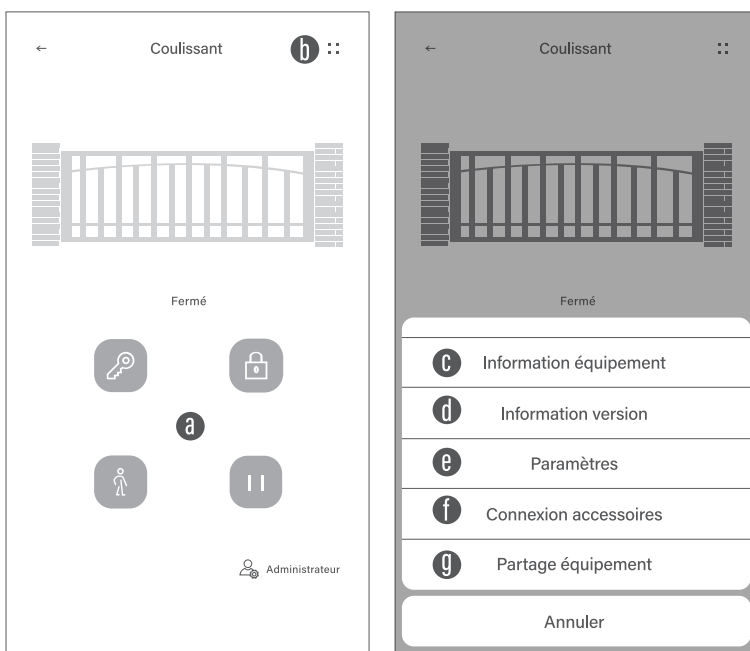 ← Coulissant b
Fermé
a
Administrateur
← Coulissant
Fermé
c Information équipement
d Information version
e Paramètres
f Connexion accessoires
g Partage équipement
Annuler